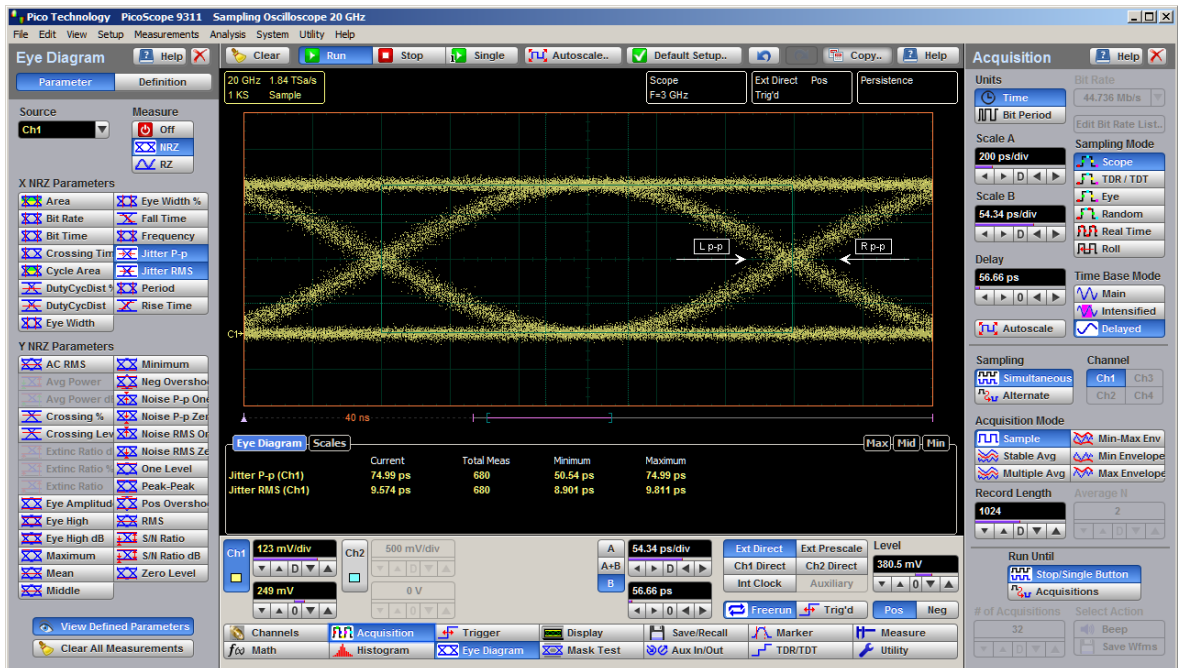 Pico Technology PicoScope 9311 Sampling Oscilloscope 20 GHz
File Edit View Setup Measurements Analysis System Utility Help
Eye Diagram Help
Clear Run Stop Single Autoscale.. Default Setup.. Copy.. Help
Acquisition Help
Parameter Definition
Source Measure
Ch1 Off
NRZ
RZ
X NRZ Parameters
Area Eye Width %
Bit Rate Fall Time
Bit Time Frequency
Crossing Tim Jitter P-p
Cycle Area Jitter RMS
DutyCycDist % Period
DutyCycDist Rise Time
Eye Width
Y NRZ Parameters
AC RMS Minimum
Avg Power Neg Oversho
Avg Power d Noise P-p One
Crossing % Noise P-p Zer
Crossing Lev Noise RMS On
Extinc Ratio d Noise RMS Ze
Extinc Ratio % One Level
Extinc Ratio Peak-Peak
Eye Amplitud Pos Oversho
Eye High RMS
Eye High dB S/N Ratio
Maximum S/N Ratio dB
Mean Zero Level
Middle
View Defined Parameters
Clear All Measurements
20 GHz 1.84 TSa/s
1 KS Sample
Scope
F=3 GHz
Ext Direct Pos
Trig'd
Persistence
L p-p R p-p
C1
40 ns
Eye Diagram Scales Max Mid Min
Current Total Meas Minimum Maximum
Jitter P-p (Ch1) 74.99 ps 680 50.54 ps 74.99 ps
Jitter RMS (Ch1) 9.574 ps 680 8.901 ps 9.811 ps
Ch1 123 mV/div D
249 mV 0
Ch2 500 mV/div D
0 V 0
A 54.34 ps/div D
A+B
B 56.66 ps 0
Ext Direct Ext Prescale Level
Ch1 Direct Ch2 Direct 380.5 mV
Int Clock Auxiliary 0
Freerun Trig'd Pos Neg
Channels Acquisition Trigger Display Save/Recall Marker Measure
f(x) Math Histogram Eye Diagram Mask Test Aux In/Out TDR/TDT Utility
Units Bit Rate
Time 44.736 Mb/s
Bit Period Edit Bit Rate List..
Scale A Sampling Mode
200 ps/div Scope
D TDR / TDT
Scale B Eye
54.34 ps/div Random
D Real Time
Roll
Delay
56.66 ps Time Base Mode
0 Main
Intensified
Autoscale Delayed
Sampling Channel
Simultaneous Ch1 Ch3
Alternate Ch2 Ch4
Acquisition Mode
Sample Min-Max Env
Stable Avg Min Envelope
Multiple Avg Max Envelope
Record Length Average N
1024 2
D D
Run Until
Stop/Single Button
Acquisitions
# of Acquisitions Select Action
32 Beep
D Save Wfms